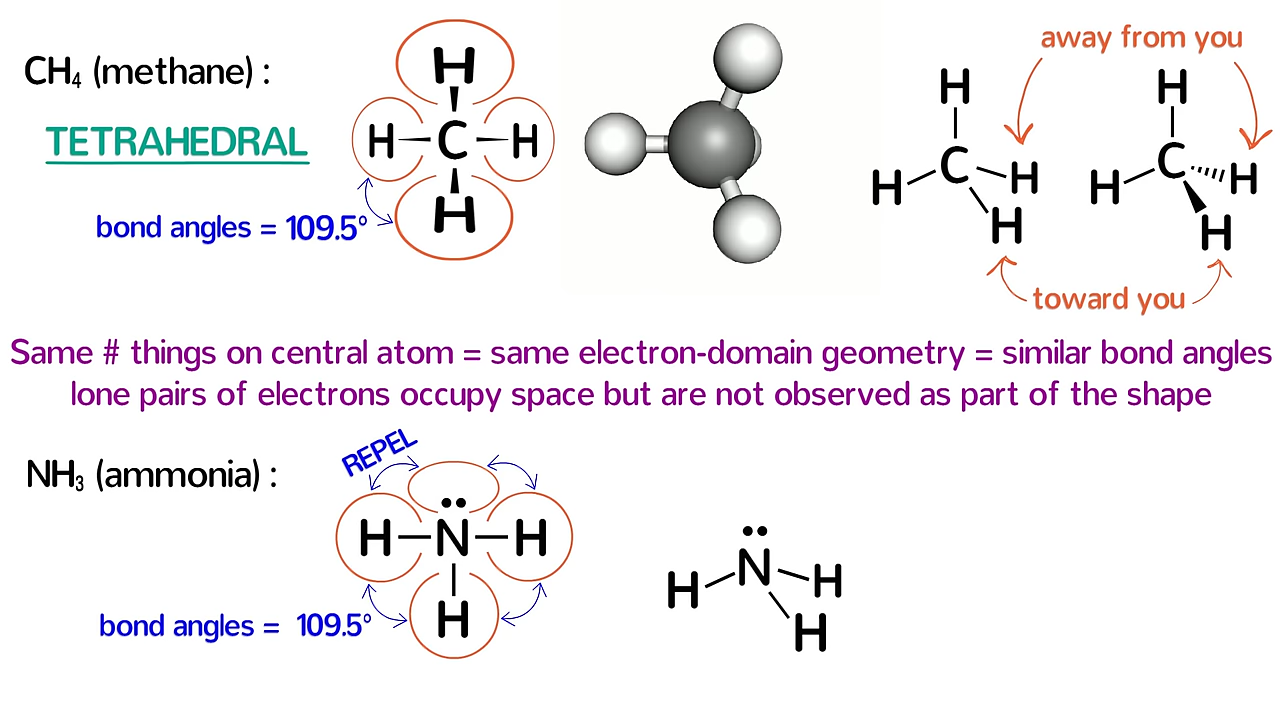 CH₄ (methane) :
TETRAHEDRAL
bond angles = 109.5°
H
H C H
H
away from you
H
C
H H
H
H
C
H H
H
toward you
Same # things on central atom = same electron-domain geometry = similar bond angles
lone pairs of electrons occupy space but are not observed as part of the shape
NH₃ (ammonia) :
REPEL
H N H
H
bond angles = 109.5°
N
H H
H